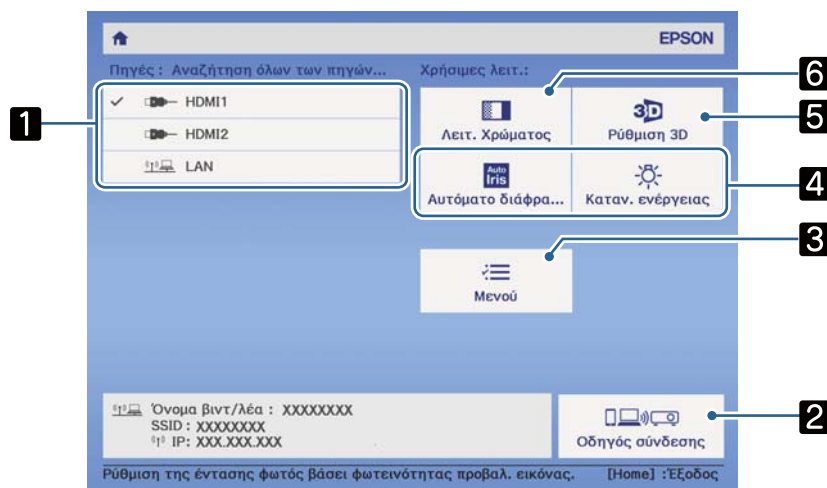 EPSON
Πηγές : Αναζήτηση όλων των πηγών...
Χρήσιμες λειτ.:
✓ HDMI1
HDMI2
LAN
Λειτ. Χρώματος
3D
Ρύθμιση 3D
Auto
Iris
Αυτόματο διάφρα...
Καταν. ενέργειας
Μενού
Όνομα βιντ/λέα : XXXXXXXX
SSID : XXXXXXXX
IP: XXX.XXX.XXX
Οδηγός σύνδεσης
Ρύθμιση της έντασης φωτός βάσει φωτεινότητας προβαλ. εικόνας.
[Home] :Έξοδος
1
6
5
4
3
2